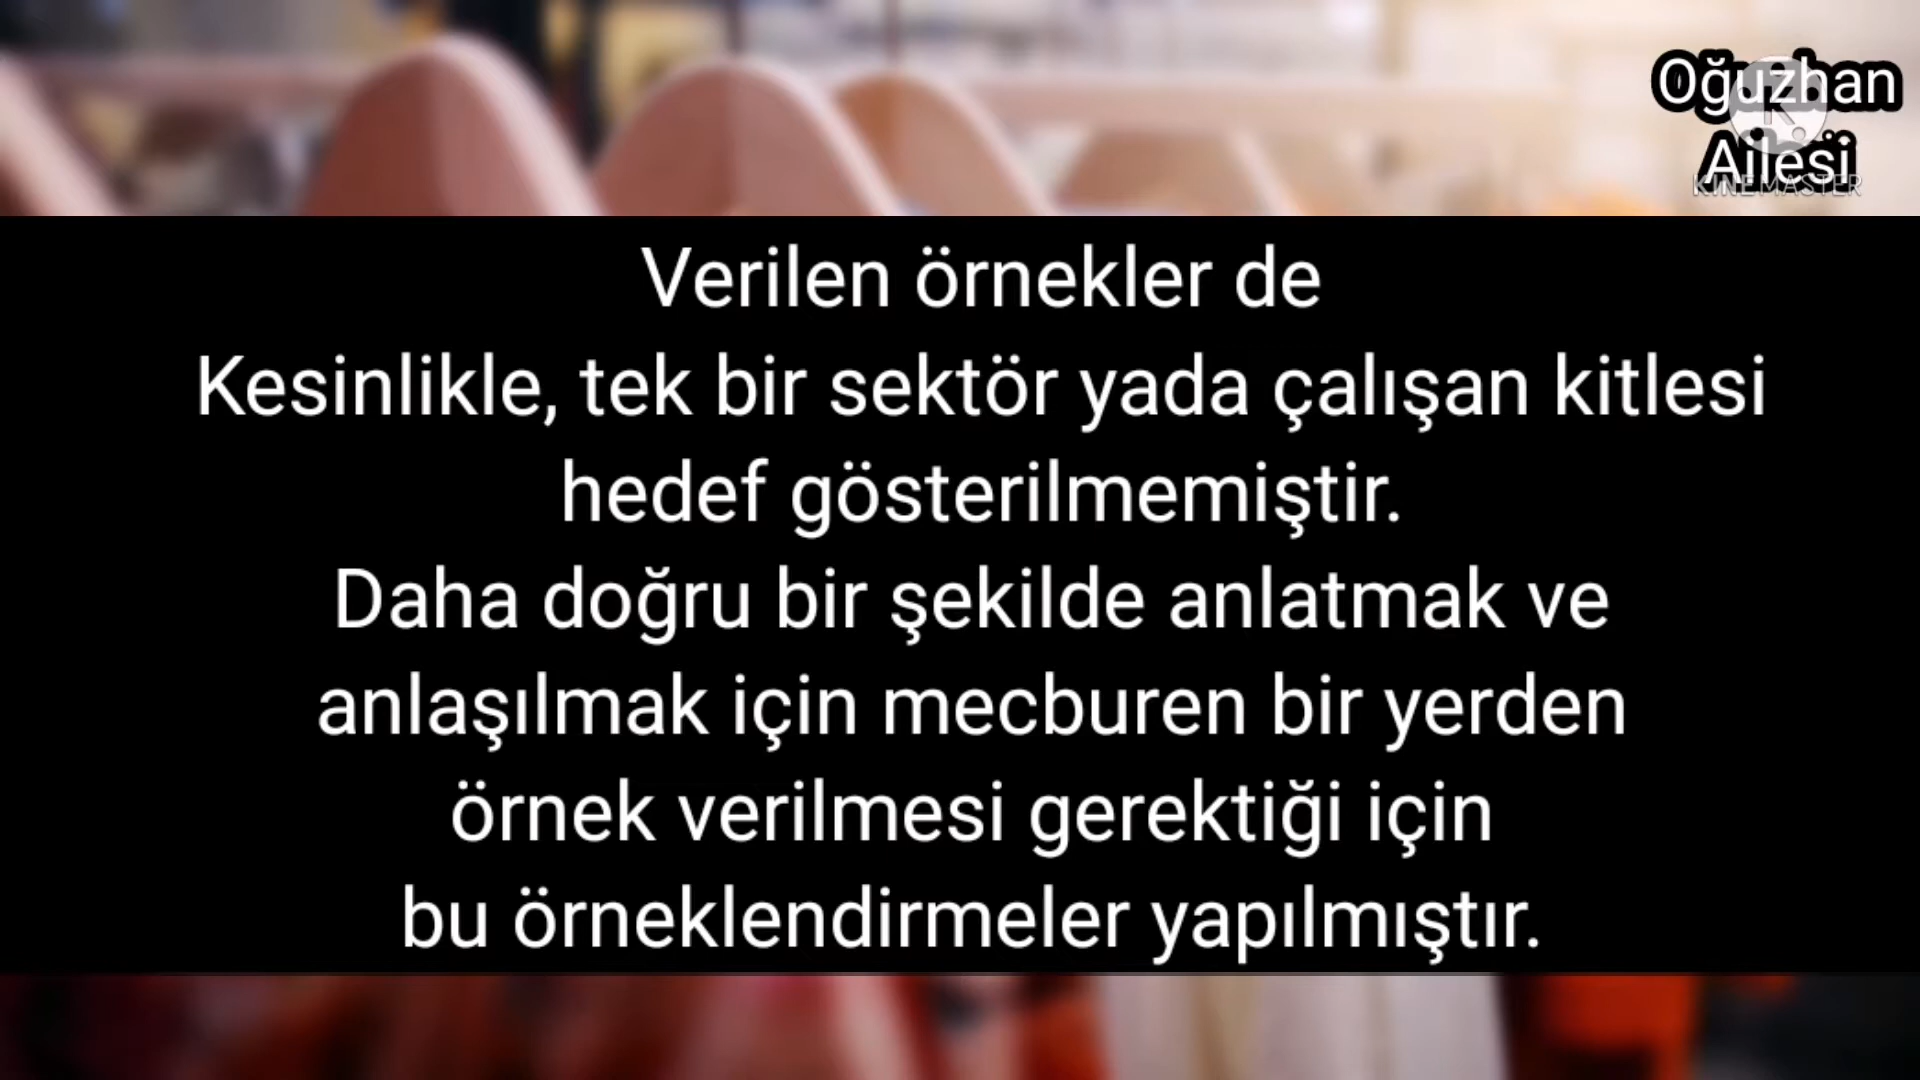 Oğuzhan
Ailesi
KINEMASTER
Verilen örnekler de
Kesinlikle, tek bir sektör yada çalışan kitlesi
hedef gösterilmemiştir.
Daha doğru bir şekilde anlatmak ve
anlaşılmak için mecburen bir yerden
örnek verilmesi gerektiği için
bu örneklendirmeler yapılmıştır.